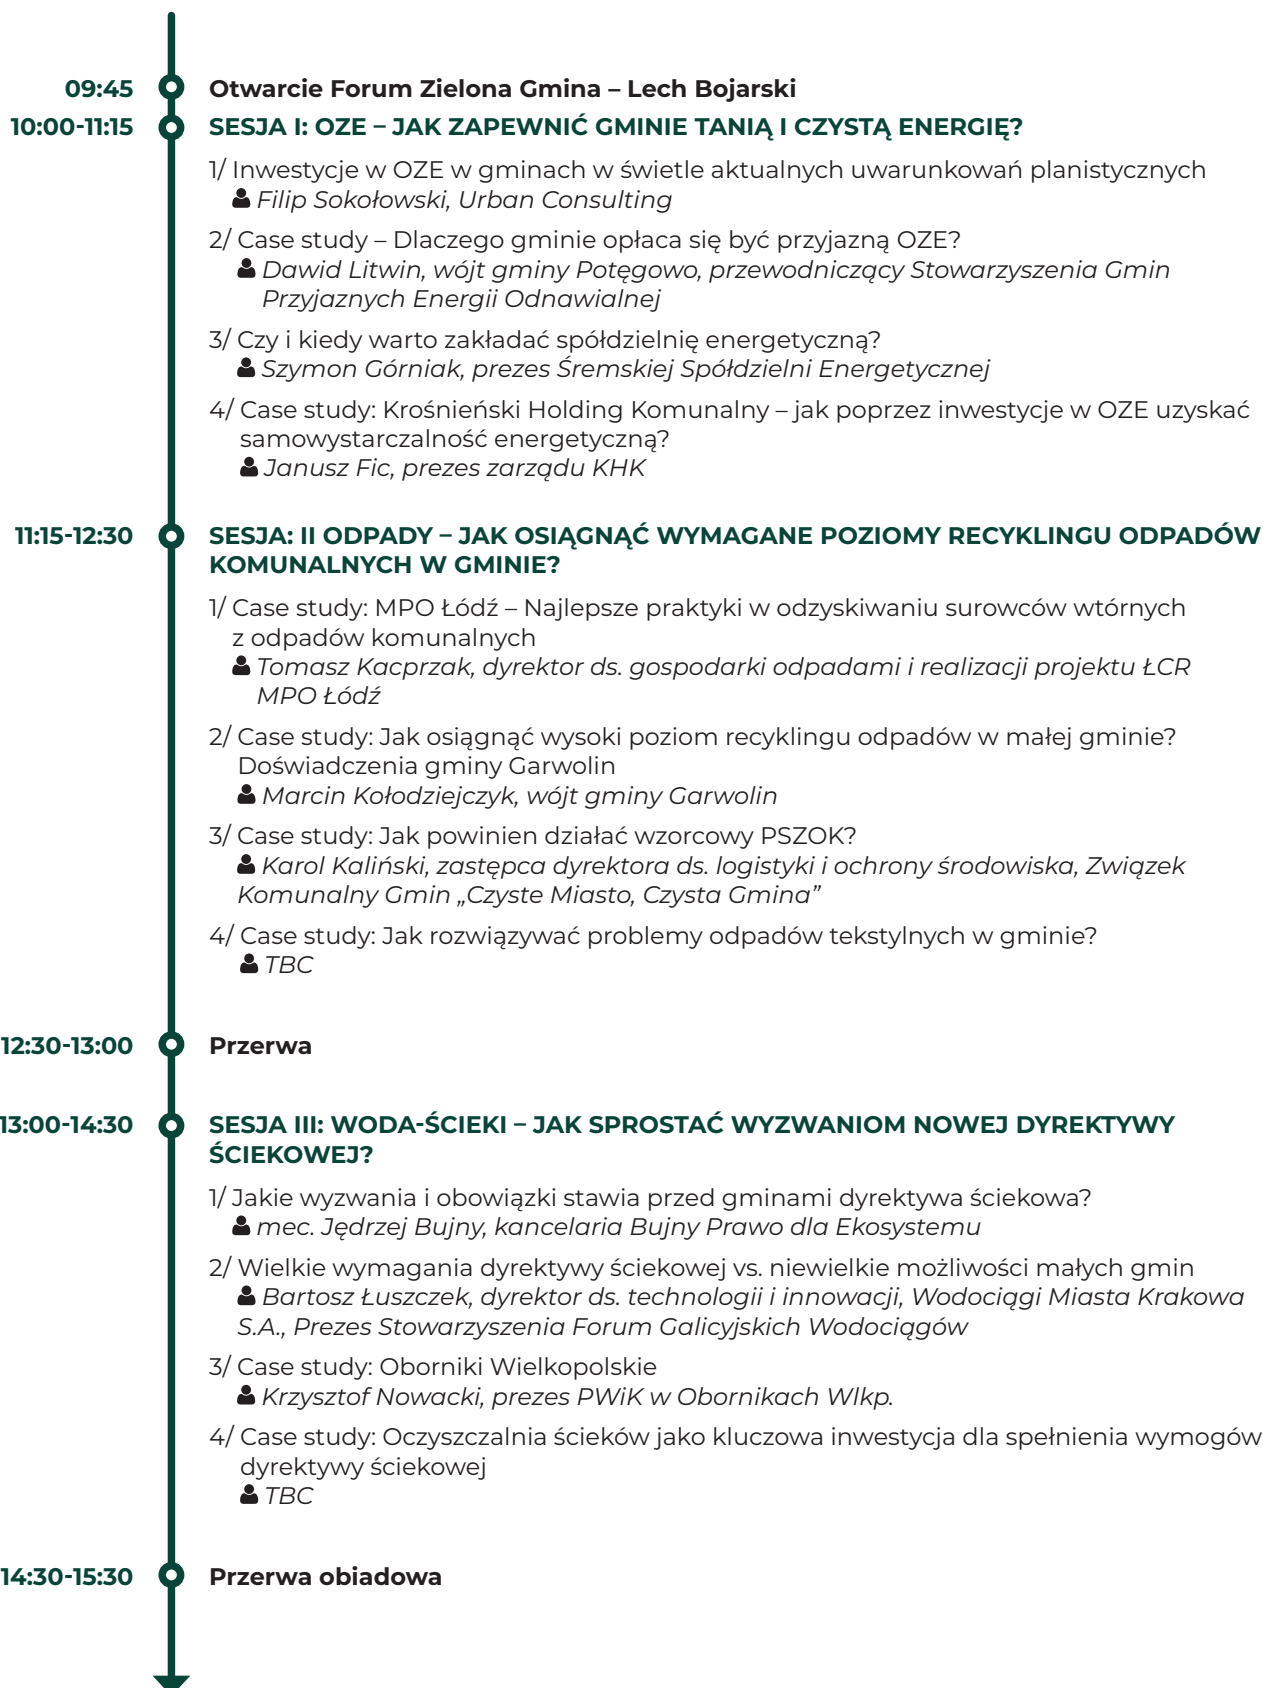 09:45 Otwarcie Forum Zielona Gmina – Lech Bojarski
10:00-11:15 SESJA I: OZE – JAK ZAPEWNIĆ GMINIE TANIĄ I CZYSTĄ ENERGIĘ?
1/ Inwestycje w OZE w gminach w świetle aktualnych uwarunkowań planistycznych
Filip Sokołowski, Urban Consulting
2/ Case study – Dlaczego gminie opłaca się być przyjazną OZE?
Dawid Litwin, wójt gminy Potęgowo, przewodniczący Stowarzyszenia Gmin
Przyjaznych Energii Odnawialnej
3/ Czy i kiedy warto zakładać spółdzielnię energetyczną?
Szymon Górniak, prezes Śremskiej Spółdzielni Energetycznej
4/ Case study: Krośnieński Holding Komunalny – jak poprzez inwestycje w OZE uzyskać
samowystarczalność energetyczną?
Janusz Fic, prezes zarządu KHK
11:15-12:30 SESJA: II ODPADY – JAK OSIĄGNĄĆ WYMAGANE POZIOMY RECYKLINGU ODPADÓW
KOMUNALNYCH W GMINIE?
1/ Case study: MPO Łódź – Najlepsze praktyki w odzyskiwaniu surowców wtórnych
z odpadów komunalnych
Tomasz Kacprzak, dyrektor ds. gospodarki odpadami i realizacji projektu ŁCR
MPO Łódź
2/ Case study: Jak osiągnąć wysoki poziom recyklingu odpadów w małej gminie?
Doświadczenia gminy Garwolin
Marcin Kołodziejczyk, wójt gminy Garwolin
3/ Case study: Jak powinien działać wzorcowy PSZOK?
Karol Kaliński, zastępca dyrektora ds. logistyki i ochrony środowiska, Związek
Komunalny Gmin „Czyste Miasto, Czysta Gmina”
4/ Case study: Jak rozwiązywać problemy odpadów tekstylnych w gminie?
TBC
12:30-13:00 Przerwa
13:00-14:30 SESJA III: WODA-ŚCIEKI – JAK SPROSTAĆ WYZWANIOM NOWEJ DYREKTYWY
ŚCIEKOWEJ?
1/ Jakie wyzwania i obowiązki stawia przed gminami dyrektywa ściekowa?
mec. Jędrzej Bujny, kancelaria Bujny Prawo dla Ekosystemu
2/ Wielkie wymagania dyrektywy ściekowej vs. niewielkie możliwości małych gmin
Bartosz Łuszczek, dyrektor ds. technologii i innowacji, Wodociągi Miasta Krakowa
S.A., Prezes Stowarzyszenia Forum Galicyjskich Wodociągów
3/ Case study: Oborniki Wielkopolskie
Krzysztof Nowacki, prezes PWiK w Obornikach Wlkp.
4/ Case study: Oczyszczalnia ścieków jako kluczowa inwestycja dla spełnienia wymogów
dyrektywy ściekowej
TBC
14:30-15:30 Przerwa obiadowa